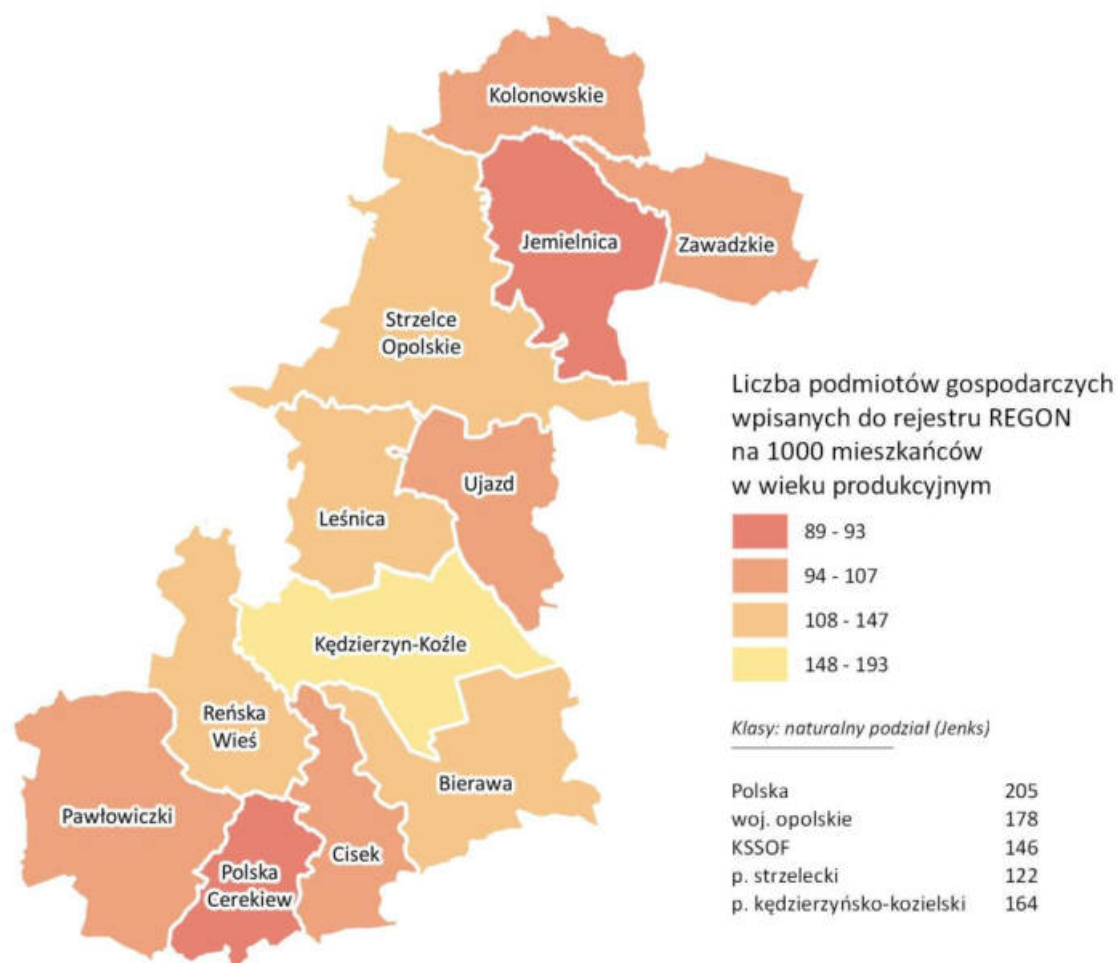 Kolonowskie
Jemielnica
Zawadzkie
Strzelce
Opolskie
Ujazd
Leśnica
Kędzierzyn-Koźle
Reńska
Wieś
Bierawa
Pawłowiczki
Cisek
Polska
Cerekiew
Liczba podmiotów gospodarczych
wpisanych do rejestru REGON
na 1000 mieszkańców
w wieku produkcyjnym
89 - 93
94 - 107
108 - 147
148 - 193
Klasy: naturalny podział (Jenks)
Polska 205
woj. opolskie 178
KSSOF 146
p. strzelecki 122
p. kędzierzyńsko-kozielski 164